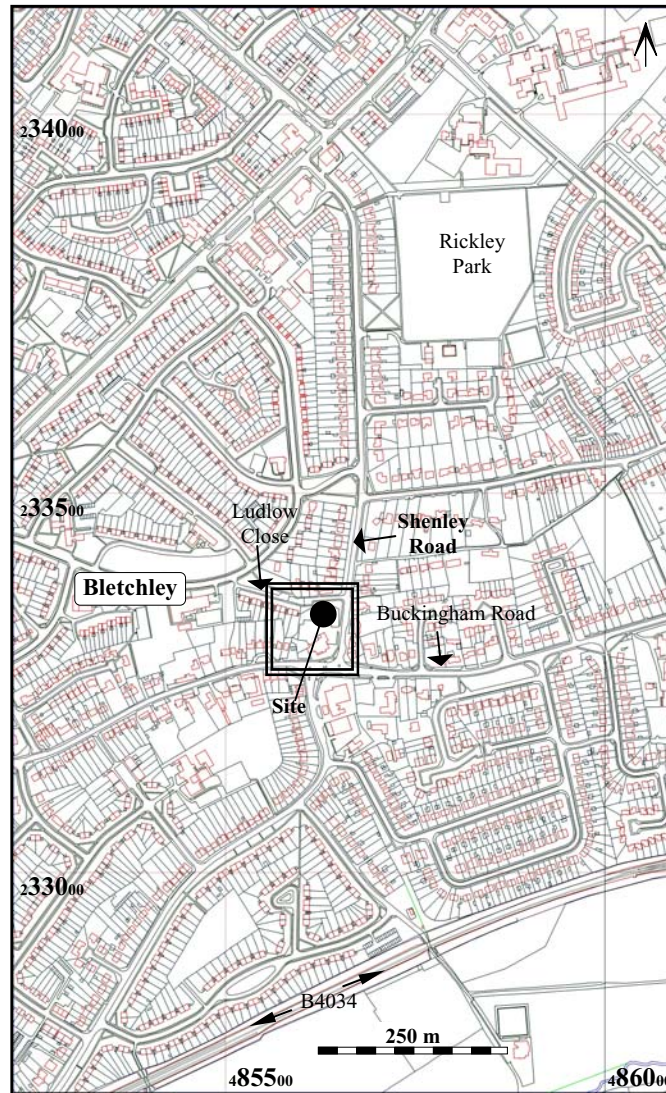 234000
Rickley
Park
233500
Ludlow
Close
Shenley
Road
Bletchley
Buckingham Road
Site
233000
B4034
250 m
485500
486000